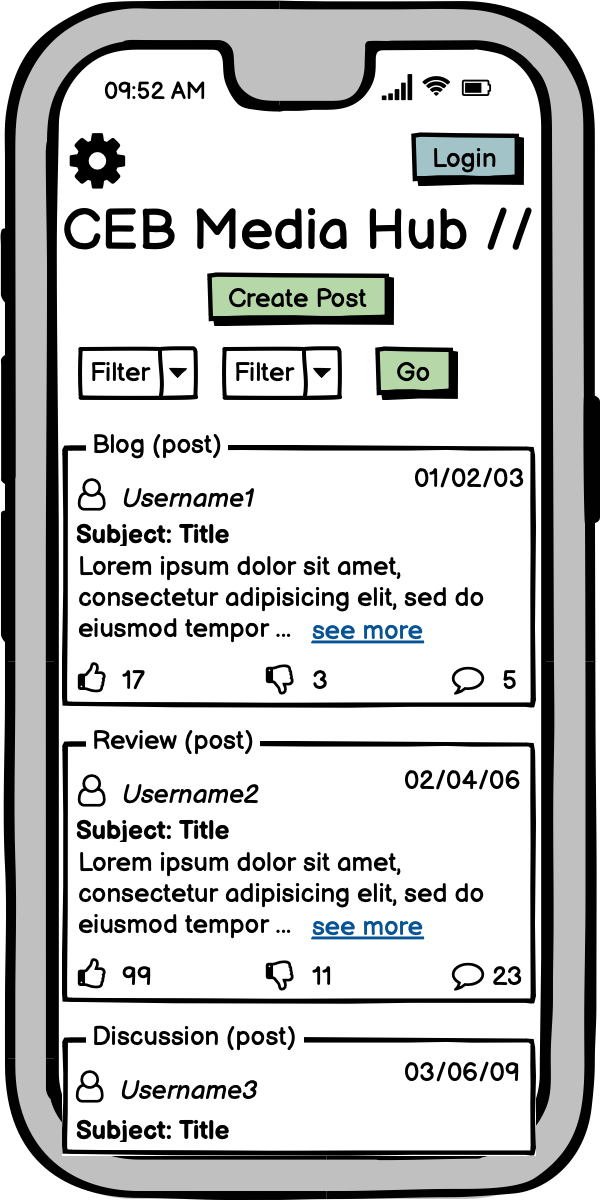 09:52 AM
Login
CEB Media Hub //
Create Post
Filter Filter Go
Blog (post)
01/02/03
Username1
Subject: Title
Lorem ipsum dolor sit amet,
consectetur adipisicing elit, sed do
eiusmod tempor ... see more
17 3 5
Review (post)
02/04/06
Username2
Subject: Title
Lorem ipsum dolor sit amet,
consectetur adipisicing elit, sed do
eiusmod tempor ... see more
99 11 23
Discussion (post)
03/06/09
Username3
Subject: Title